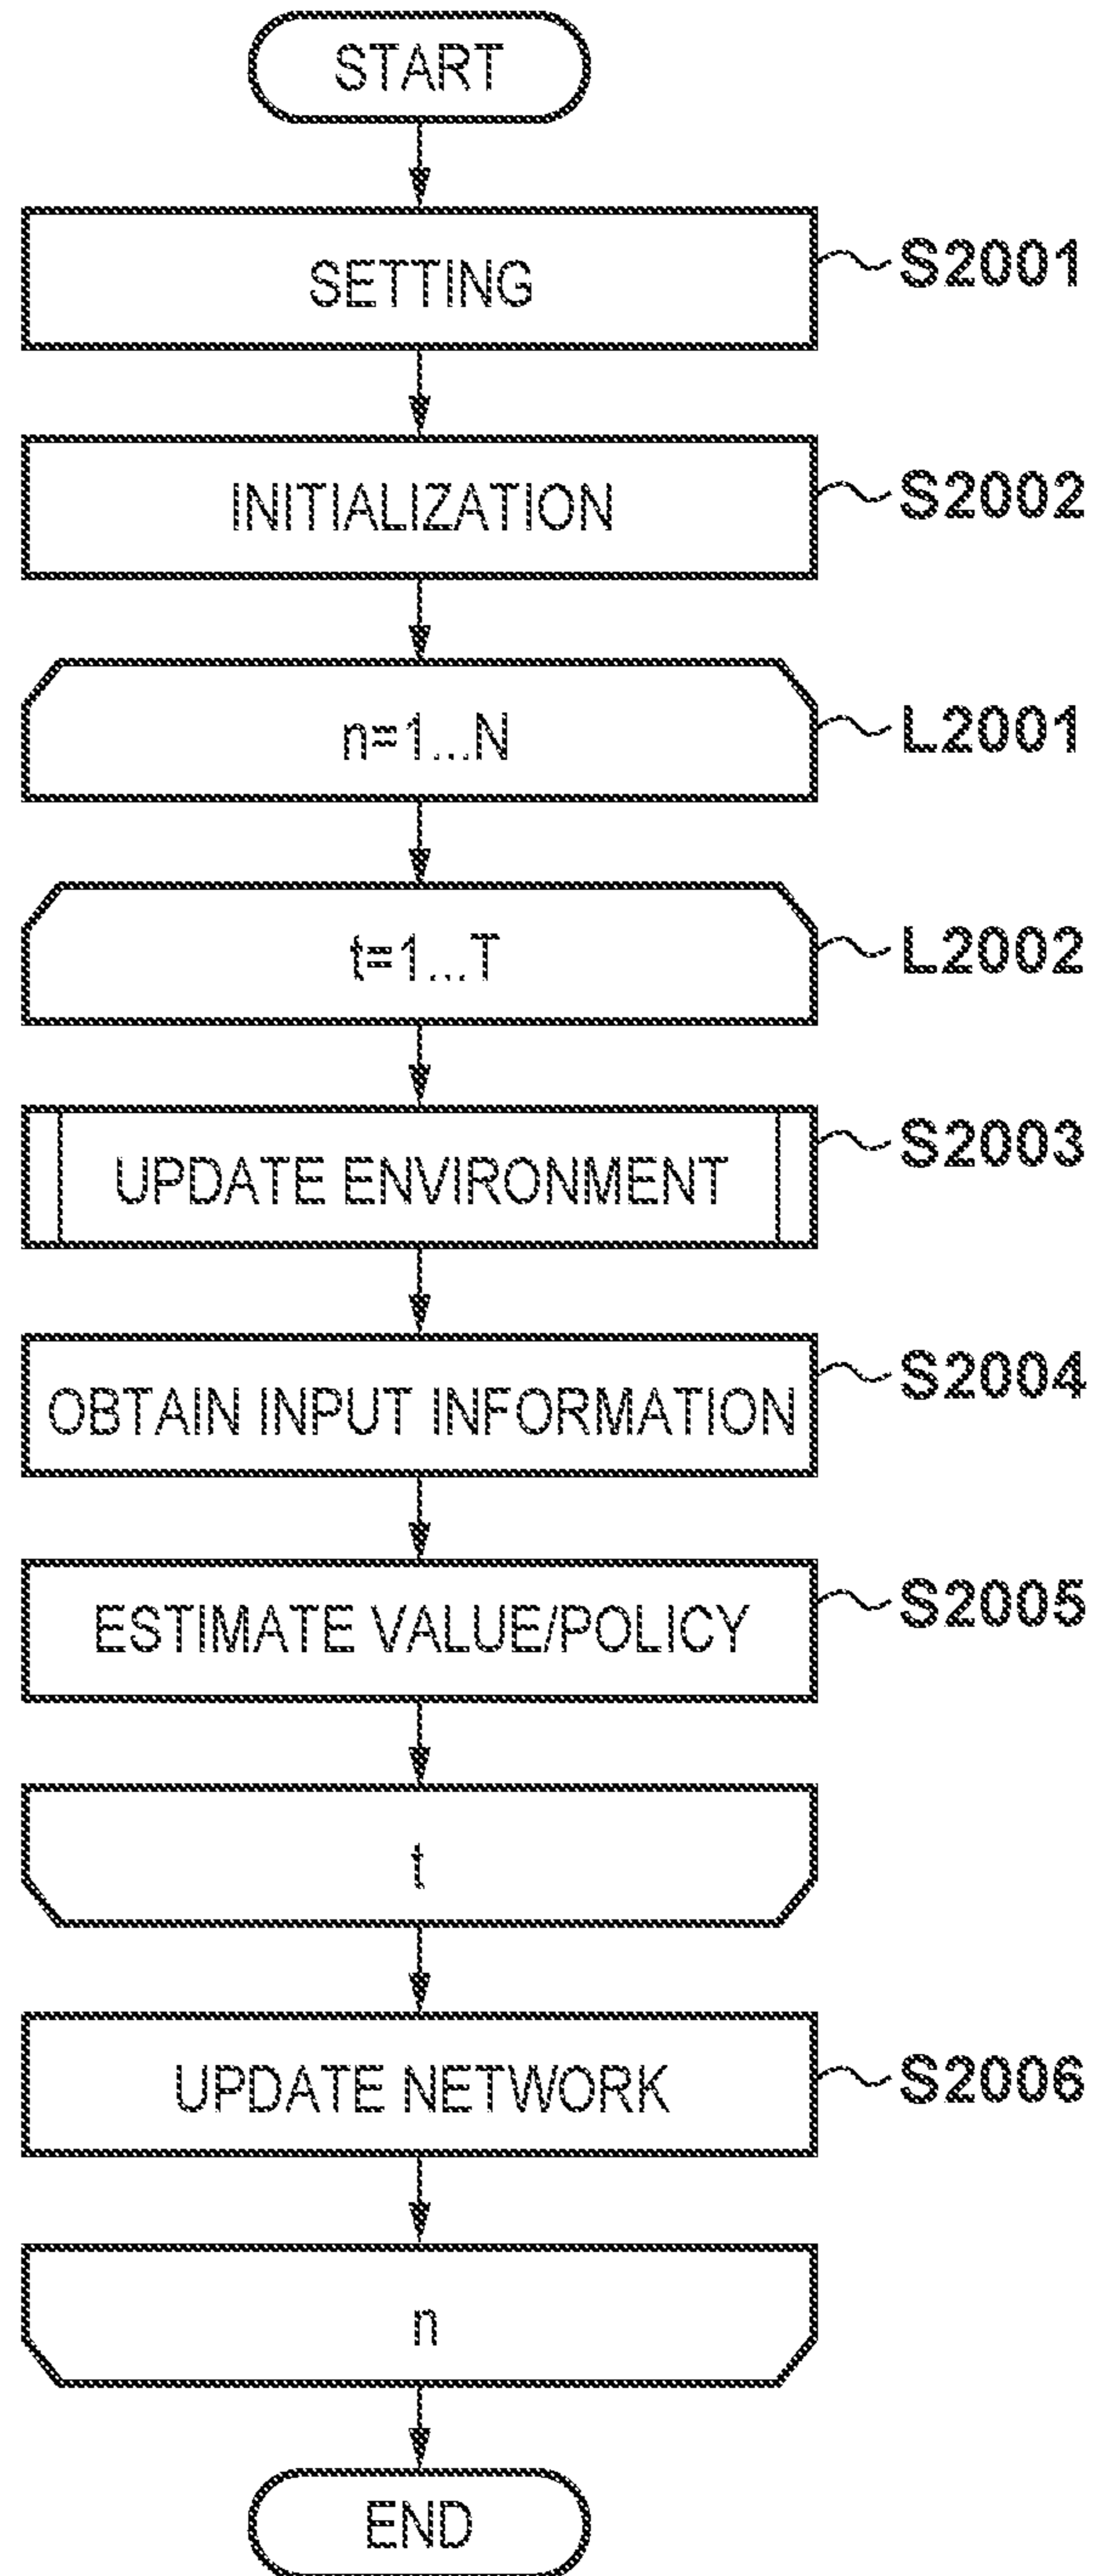 START
SETTING
S2001
INITIALIZATION
S2002
n=1...N
L2001
t=1...T
L2002
UPDATE ENVIRONMENT
S2003
OBTAIN INPUT INFORMATION
S2004
ESTIMATE VALUE/POLICY
S2005
t
UPDATE NETWORK
S2006
n
END